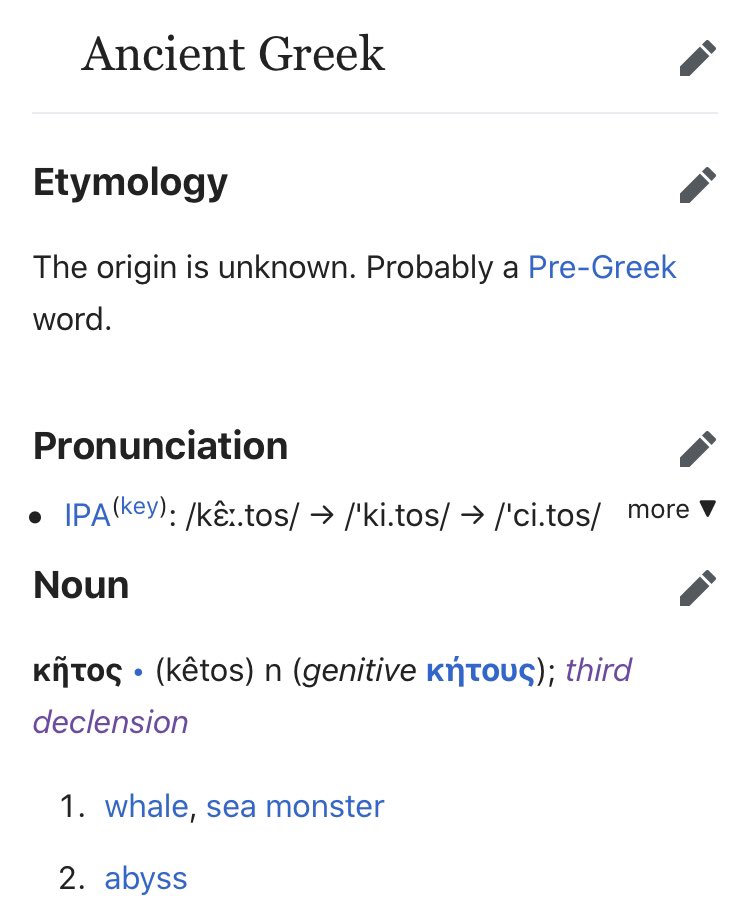 Ancient Greek
Etymology
The origin is unknown. Probably a Pre-Greek
word.
Pronunciation
• IPA(key): /kɛ̂ː.tos/ → /ˈki.tos/ → /ˈci.tos/ more ▼
Noun
κῆτος • (kêtos) n (genitive κήτους); third
declension
1. whale, sea monster
2. abyss